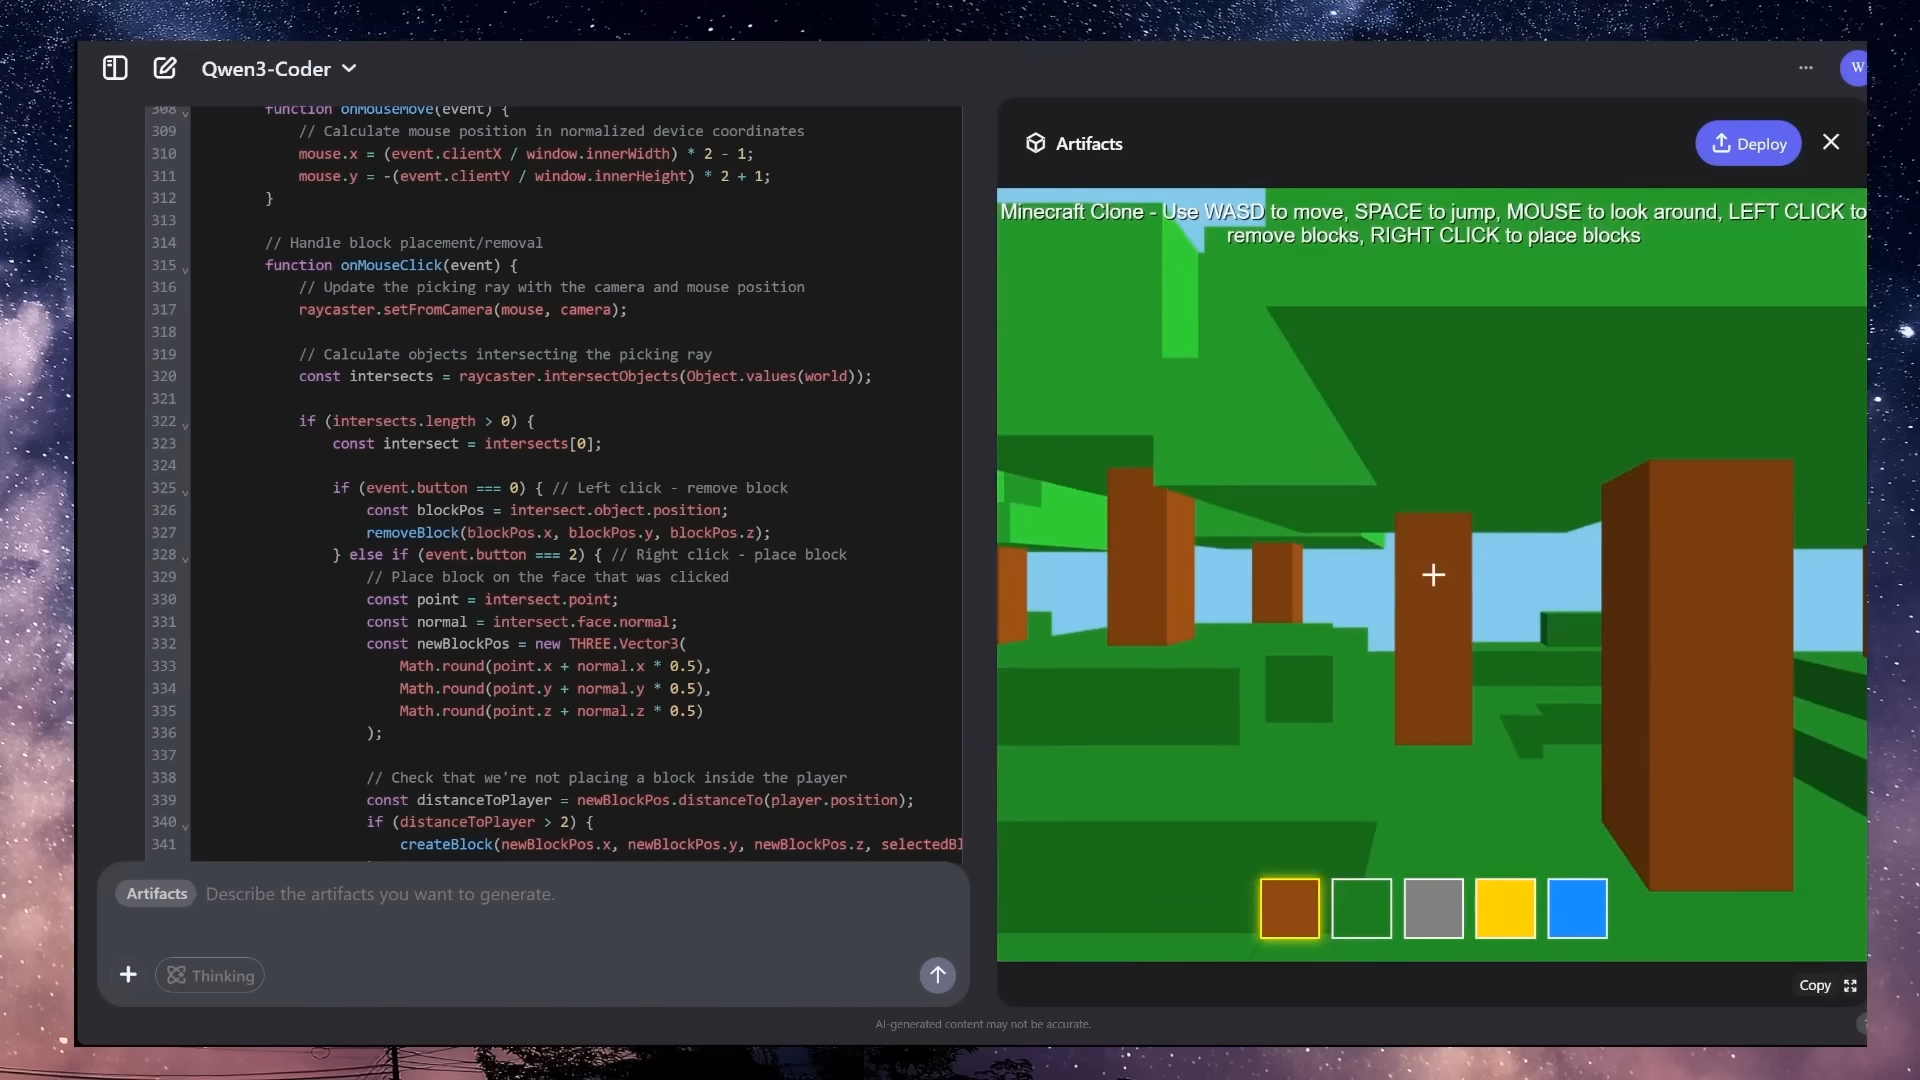 Qwen3-Coder
W
308 function onMouseMove(event) {
309 // Calculate mouse position in normalized device coordinates
310 mouse.x = (event.clientX / window.innerWidth) * 2 - 1;
311 mouse.y = -(event.clientY / window.innerHeight) * 2 + 1;
312 }
313
314 // Handle block placement/removal
315 function onMouseClick(event) {
316 // Update the picking ray with the camera and mouse position
317 raycaster.setFromCamera(mouse, camera);
318
319 // Calculate objects intersecting the picking ray
320 const intersects = raycaster.intersectObjects(Object.values(world));
321
322 if (intersects.length > 0) {
323 const intersect = intersects[0];
324
325 if (event.button === 0) { // Left click - remove block
326 const blockPos = intersect.object.position;
327 removeBlock(blockPos.x, blockPos.y, blockPos.z);
328 } else if (event.button === 2) { // Right click - place block
329 // Place block on the face that was clicked
330 const point = intersect.point;
331 const normal = intersect.face.normal;
332 const newBlockPos = new THREE.Vector3(
333 Math.round(point.x + normal.x * 0.5),
334 Math.round(point.y + normal.y * 0.5),
335 Math.round(point.z + normal.z * 0.5)
336 );
337
338 // Check that we're not placing a block inside the player
339 const distanceToPlayer = newBlockPos.distanceTo(player.position);
340 if (distanceToPlayer > 2) {
341 createBlock(newBlockPos.x, newBlockPos.y, newBlockPos.z, selectedBl
Artifacts Describe the artifacts you want to generate.
Thinking
Artifacts
Deploy
Minecraft Clone - Use WASD to move, SPACE to jump, MOUSE to look around, LEFT CLICK to
remove blocks, RIGHT CLICK to place blocks
Copy
AI-generated content may not be accurate.